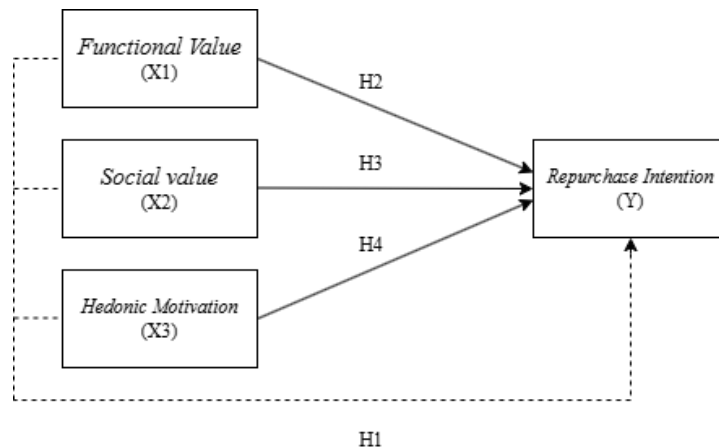 Functional Value
(X1)
H2
Social value
(X2)
H3
Repurchase Intention
(Y)
H4
Hedonic Motivation
(X3)
H1